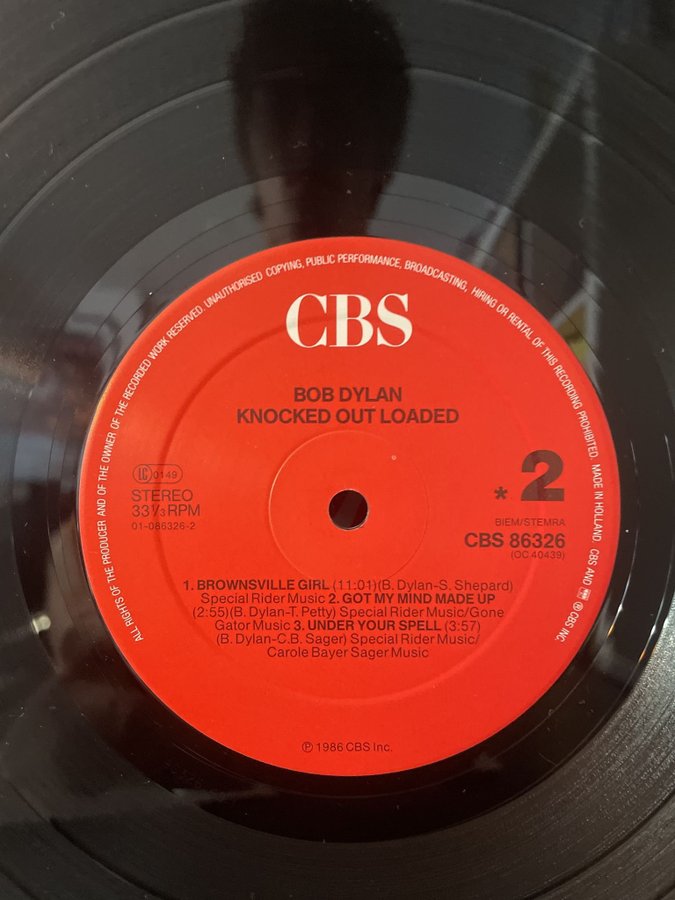 ALL RIGHTS OF THE PRODUCER AND OF THE OWNER OF THE RECORDED WORK RESERVED. UNAUTHORISED COPYING, PUBLIC PERFORMANCE, BROADCASTING, HIRING OR RENTAL OF THIS RECORDING PROHIBITED. MADE IN HOLLAND. CBS AND ® CBS INC.
CBS
BOB DYLAN
KNOCKED OUT LOADED
LC 0149
STEREO
33⅓ RPM
01-086326-2
* 2
BIEM/STEMRA
CBS 86326
(OC 40439)
1. BROWNSVILLE GIRL (11:01)(B. Dylan-S. Shepard)
Special Rider Music 2. GOT MY MIND MADE UP
(2:55)(B. Dylan-T. Petty) Special Rider Music/Gone
Gator Music 3. UNDER YOUR SPELL (3:57)
(B. Dylan-C.B. Sager) Special Rider Music/
Carole Bayer Sager Music
℗ 1986 CBS Inc.